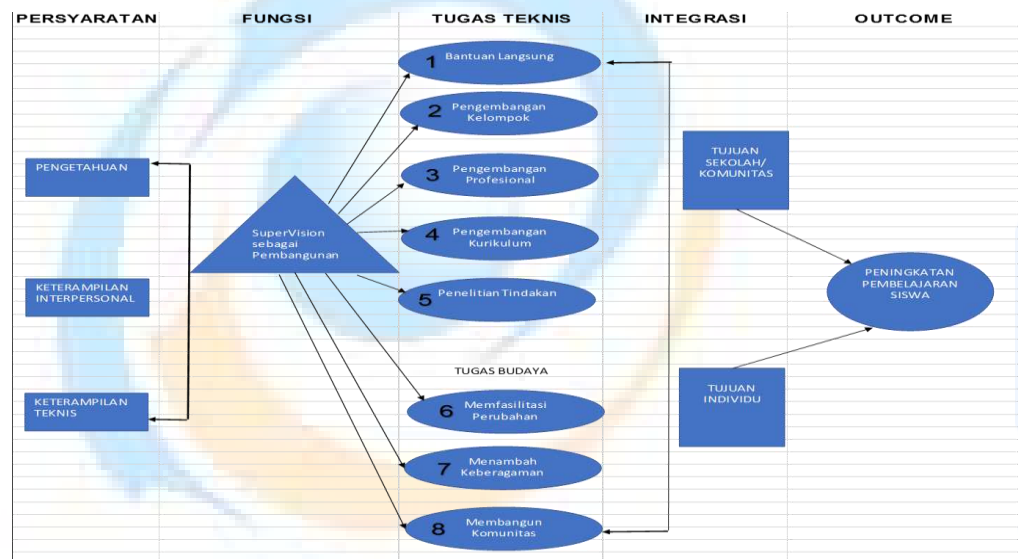 PERSYARATAN
FUNGSI
TUGAS TEKNIS
INTEGRASI
OUTCOME
PENGETAHUAN
KETERAMPILAN
INTERPERSONAL
KETERAMPILAN
TEKNIS
SuperVision
sebagai
Pembangunan
1 Bantuan Langsung
2 Pengembangan
Kelompok
3 Pengembangan
Profesional
4 Pengembangan
Kurikulum
5 Penelitian Tindakan
TUGAS BUDAYA
6 Memfasilitasi
Perubahan
7 Menambah
Keberagaman
8 Membangun
Komunitas
TUJUAN
SEKOLAH/
KOMUNITAS
TUJUAN
INDIVIDU
PENINGKATAN
PEMBELAJARAN
SISWA